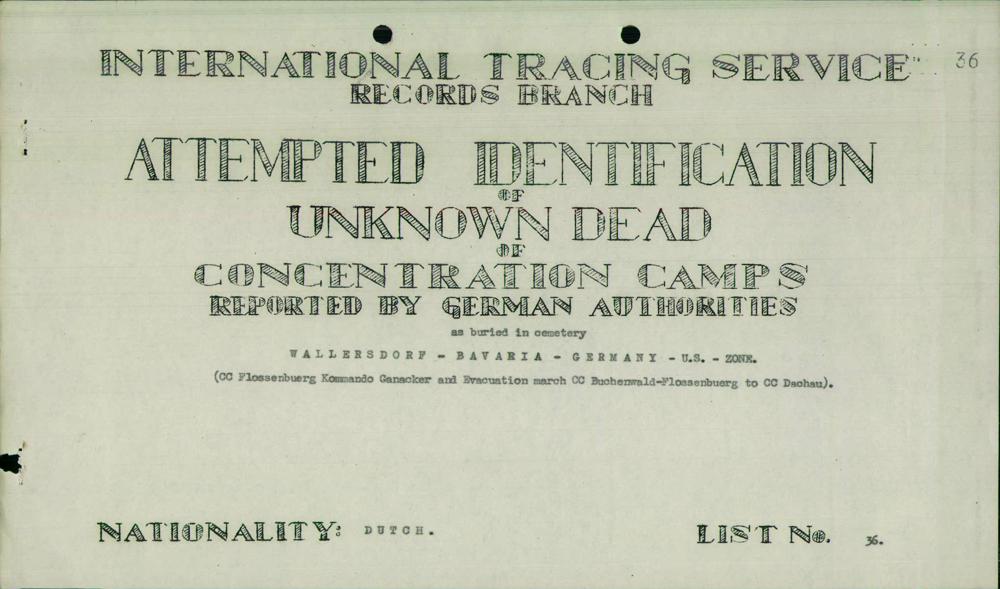 INTERNATIONAL TRACING SERVICE 36
RECORDS BRANCH
ATTEMPTED IDENTIFICATION
OF
UNKNOWN DEAD
OF
CONCENTRATION CAMPS
REPORTED BY GERMAN AUTHORITIES
as buried in cemetery
WALLERSDORF - BAVARIA - GERMANY - U.S. - ZONE.
(CC Flossenbuerg Kommando Ganacker and Evacuation march CC Buchenwald-Flossenbuerg to CC Dachau).
NATIONALITY: DUTCH. LIST No. 36.